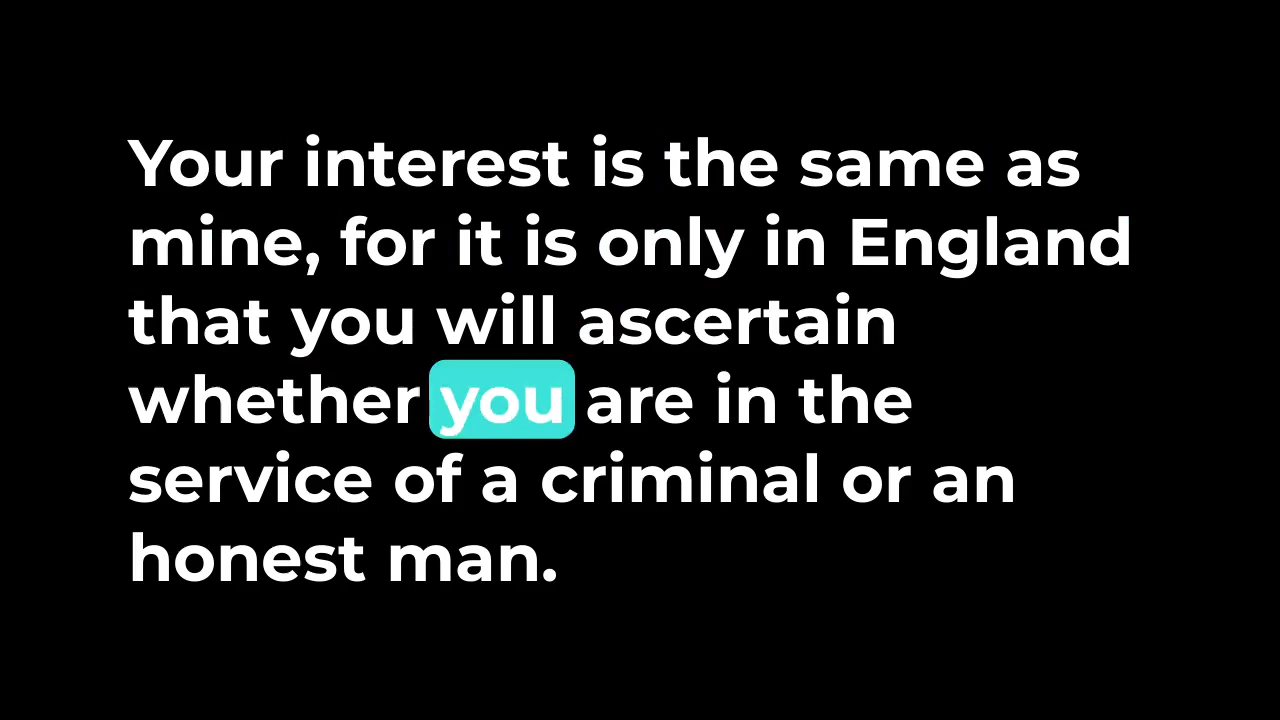 Your interest is the same as
mine, for it is only in England
that you will ascertain
whether you are in the
service of a criminal or an
honest man.